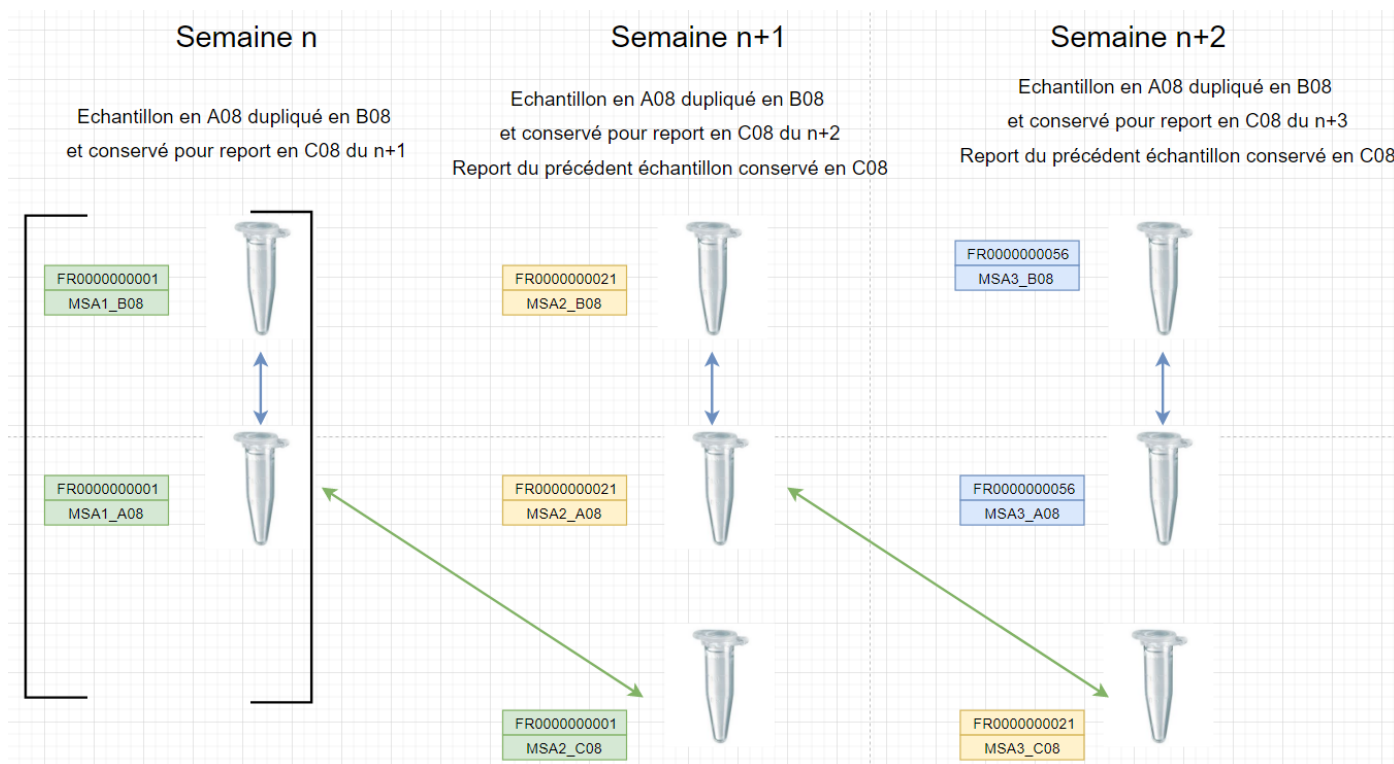 Semaine n
Echantillon en A08 dupliqué en B08
et conservé pour report en C08 du n+1
FR0000000001
MSA1_B08
FR0000000001
MSA1_A08
Semaine n+1
Echantillon en A08 dupliqué en B08
et conservé pour report en C08 du n+2
Report du précédent échantillon conservé en C08
FR0000000021
MSA2_B08
FR0000000021
MSA2_A08
FR0000000001
MSA2_C08
Semaine n+2
Echantillon en A08 dupliqué en B08
et conservé pour report en C08 du n+3
Report du précédent échantillon conservé en C08
FR0000000056
MSA3_B08
FR0000000056
MSA3_A08
FR0000000021
MSA3_C08